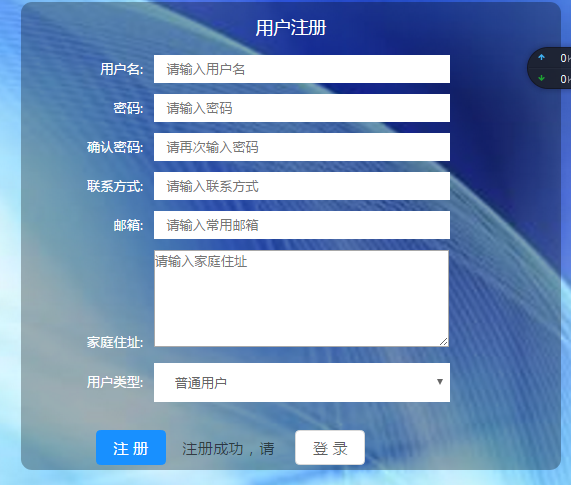 用户注册
用户名: 请输入用户名
密码: 请输入密码
确认密码: 请再次输入密码
联系方式: 请输入联系方式
邮箱: 请输入常用邮箱
请输入家庭住址
家庭住址:
用户类型: 普通用户
注 册 注册成功，请 登 录
0
0